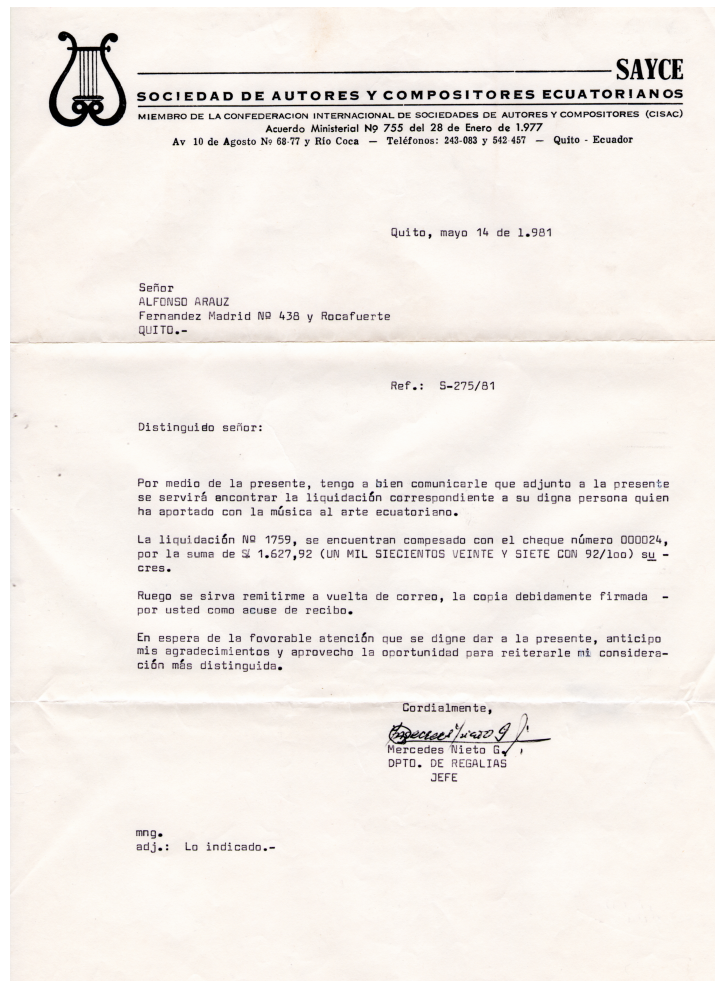 SAYCE
SOCIEDAD DE AUTORES Y COMPOSITORES ECUATORIANOS
MIEMBRO DE LA CONFEDERACION INTERNACIONAL DE SOCIEDADES DE AUTORES Y COMPOSITORES (CISAC)
Acuerdo Ministerial Nº 755 del 28 de Enero de 1.977
Av 10 de Agosto Nº 68-77 y Río Coca — Teléfonos: 243-083 y 542 457 — Quito - Ecuador
Quito, mayo 14 de 1.981
Señor
ALFONSO ARAUZ
Fernandez Madrid Nº 438 y Rocafuerte
QUITO.-
Ref.: S-275/81
Distinguido señor:
Por medio de la presente, tengo a bien comunicarle que adjunto a la presente
se servirá encontrar la liquidación correspondiente a su digna persona quien
ha aportado con la música al arte ecuatoriano.
La liquidación Nº 1759, se encuentran compesado con el cheque número 000024,
por la suma de S/ 1.627,92 (UN MIL SIECIENTOS VEINTE Y SIETE CON 92/loo) su -
cres.
Ruego se sirva remitirme a vuelta de correo, la copia debidamente firmada -
por usted como acuse de recibo.
En espera de la favorable atención que se digne dar a la presente, anticipo
mis agradecimientos y aprovecho la oportunidad para reiterarle mi considera-
ción más distinguida.
Cordialmente,
Mercedes Nieto G.
DPTO. DE REGALIAS
JEFE
mng.
adj.: Lo indicado.-